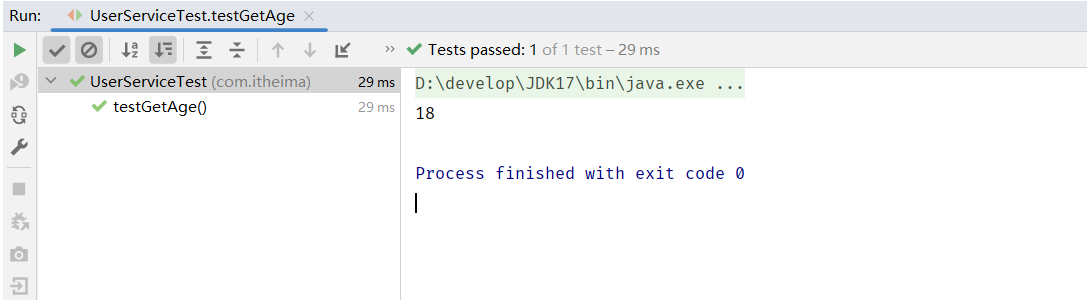 Run: UserServiceTest.testGetAge ×
Tests passed: 1 of 1 test – 29 ms
UserServiceTest (com.itheima) 29 ms
testGetAge() 29 ms
D:\develop\JDK17\bin\java.exe ...
18
Process finished with exit code 0